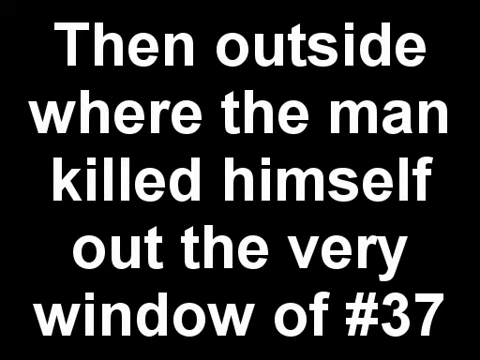 Then outside
where the man
killed himself
out the very
window of #37